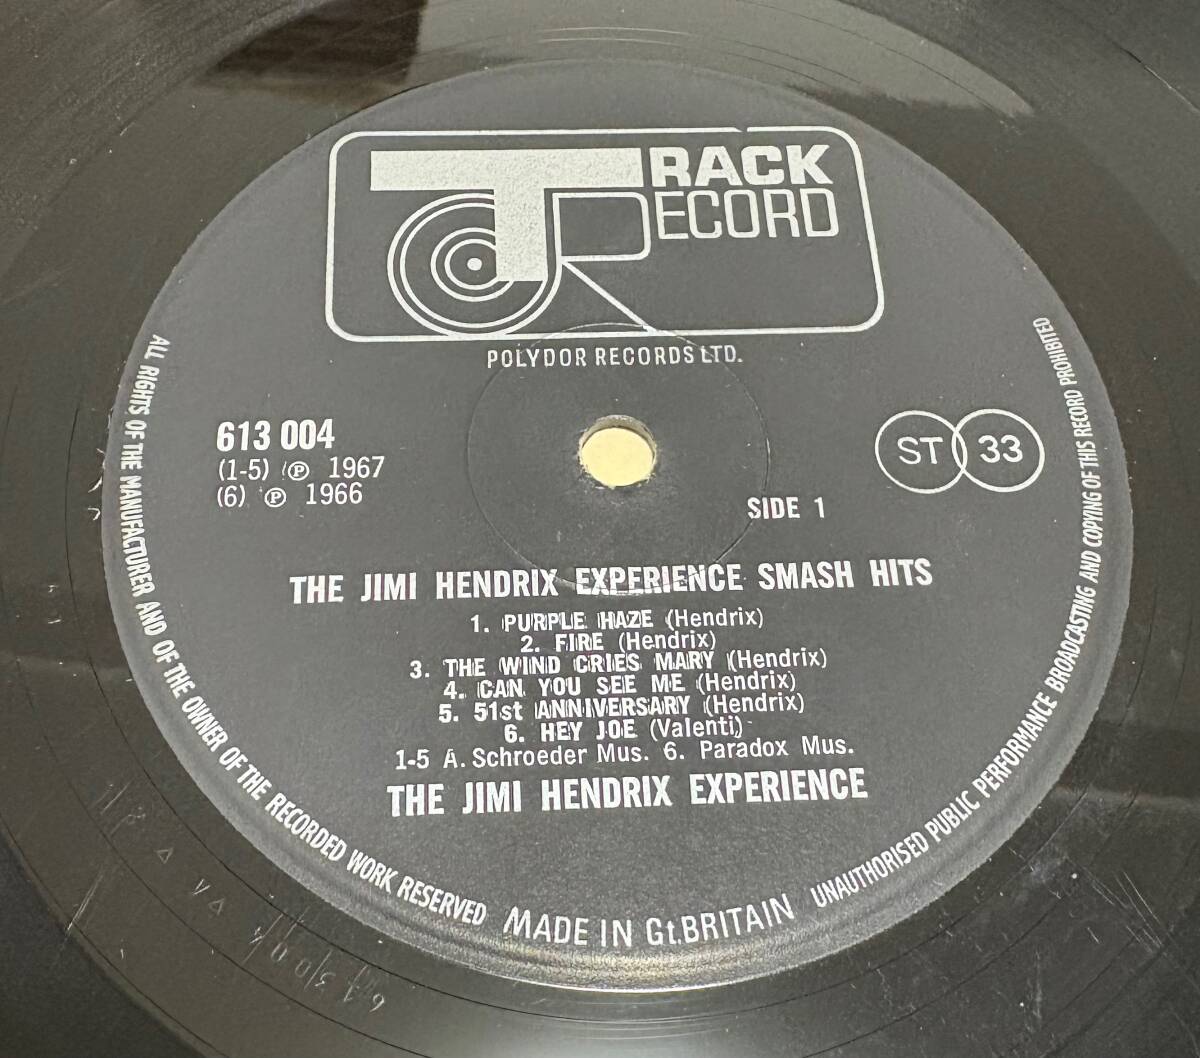 TRACK
RECORD
POLYDOR RECORDS LTD.
613 004
(1-5) Ⓟ 1967
(6) Ⓟ 1966
ST 33
SIDE 1
THE JIMI HENDRIX EXPERIENCE SMASH HITS
1. PURPLE HAZE (Hendrix)
2. FIRE (Hendrix)
3. THE WIND CRIES MARY (Hendrix)
4. CAN YOU SEE ME (Hendrix)
5. 51st ANNIVERSARY (Hendrix)
6. HEY JOE (Valenti)
1-5 A. Schroeder Mus. 6. Paradox Mus.
THE JIMI HENDRIX EXPERIENCE
ALL RIGHTS OF THE MANUFACTURER AND OF THE OWNER OF THE RECORDED WORK RESERVED
MADE IN Gt.BRITAIN
UNAUTHORISED PUBLIC PERFORMANCE BROADCASTING AND COPYING OF THIS RECORD PROHIBITED